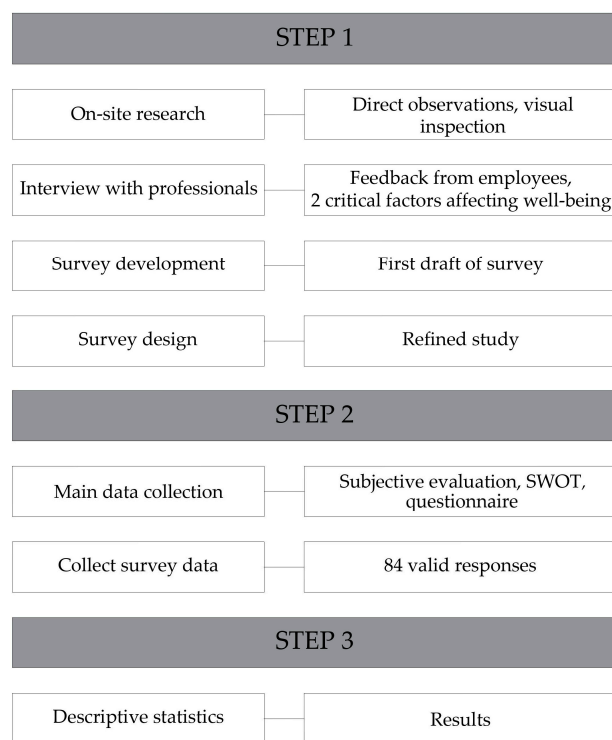 STEP 1
On-site research
Direct observations, visual
inspection
Interview with professionals
Feedback from employees,
2 critical factors affecting well-being
Survey development
First draft of survey
Survey design
Refined study
STEP 2
Main data collection
Subjective evaluation, SWOT,
questionnaire
Collect survey data
84 valid responses
STEP 3
Descriptive statistics
Results